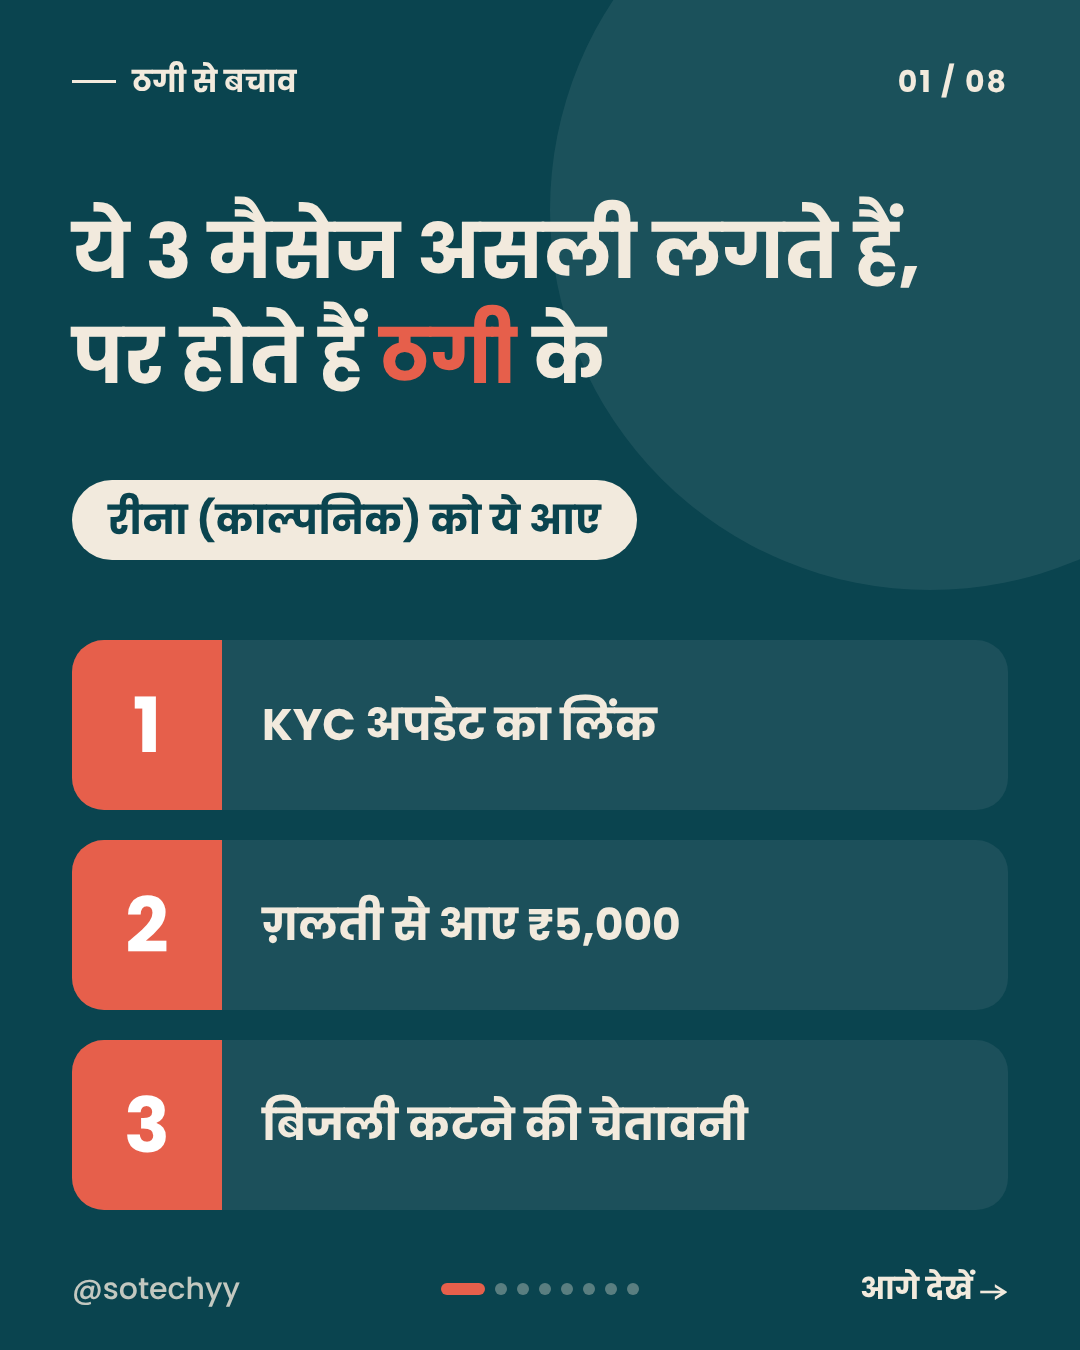 ठगी से बचाव
01 / 08
ये 3 मैसेज असली लगते हैं,
पर होते हैं ठगी के
रीना (काल्पनिक) को ये आए
1
KYC अपडेट का लिंक
2
ग़लती से आए ₹5,000
3
बिजली कटने की चेतावनी
@sotechyy
आगे देखें →